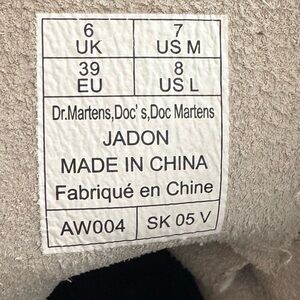 6 7
UK US M
39 8
EU US L
Dr.Martens,Doc's,Doc Martens
JADON
MADE IN CHINA
Fabriqué en Chine
AW004 SK 05 V